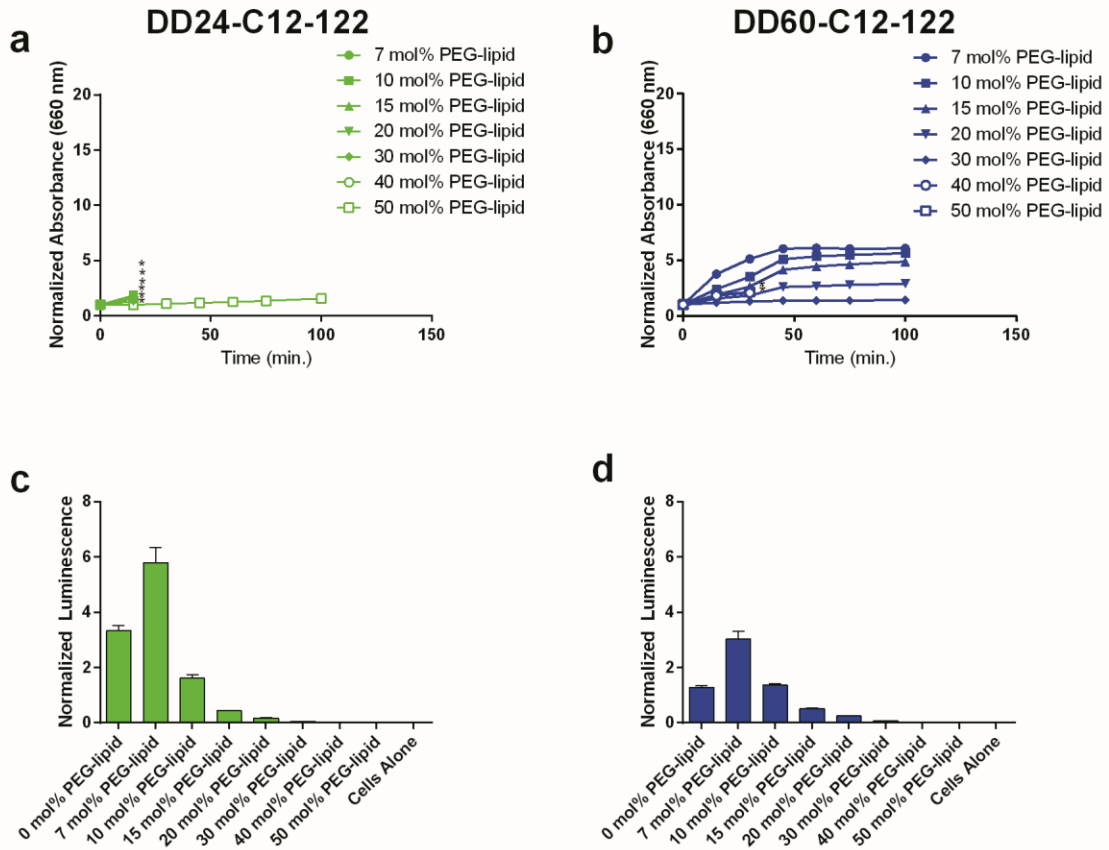 DD24-C12-122
a
7 mol% PEG-lipid
10 mol% PEG-lipid
15 mol% PEG-lipid
20 mol% PEG-lipid
30 mol% PEG-lipid
40 mol% PEG-lipid
50 mol% PEG-lipid
Normalized Absorbance (660 nm)
20
15
10
5
0
******
0
50
100
150
Time (min.)
DD60-C12-122
b
7 mol% PEG-lipid
10 mol% PEG-lipid
15 mol% PEG-lipid
20 mol% PEG-lipid
30 mol% PEG-lipid
40 mol% PEG-lipid
50 mol% PEG-lipid
Normalized Absorbance (660 nm)
20
15
10
5
0
**
0
50
100
150
Time (min.)
c
Normalized Luminescence
8
6
4
2
0
0 mol% PEG-lipid
7 mol% PEG-lipid
10 mol% PEG-lipid
15 mol% PEG-lipid
20 mol% PEG-lipid
30 mol% PEG-lipid
40 mol% PEG-lipid
50 mol% PEG-lipid
Cells Alone
d
Normalized Luminescence
8
6
4
2
0
0 mol% PEG-lipid
7 mol% PEG-lipid
10 mol% PEG-lipid
15 mol% PEG-lipid
20 mol% PEG-lipid
30 mol% PEG-lipid
40 mol% PEG-lipid
50 mol% PEG-lipid
Cells Alone